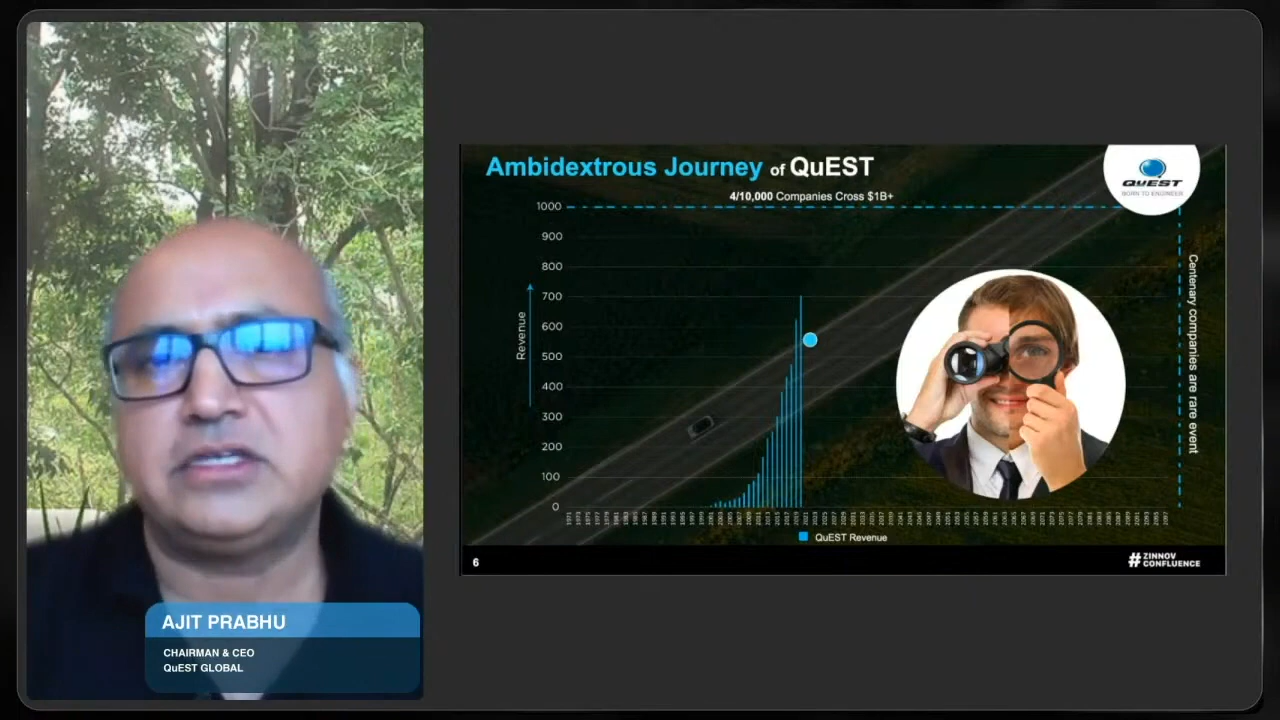 Ambidextrous Journey of QuEST
QuEST
BORN TO ENGINEER
4/10,000 Companies Cross $1B+
1000
900
800
700
600
500
400
300
200
100
0
Revenue
Centenary companies are rare event
QuEST Revenue
6
#ZINNOV
CONFLUENCE
AJIT PRABHU
CHAIRMAN & CEO
QuEST GLOBAL